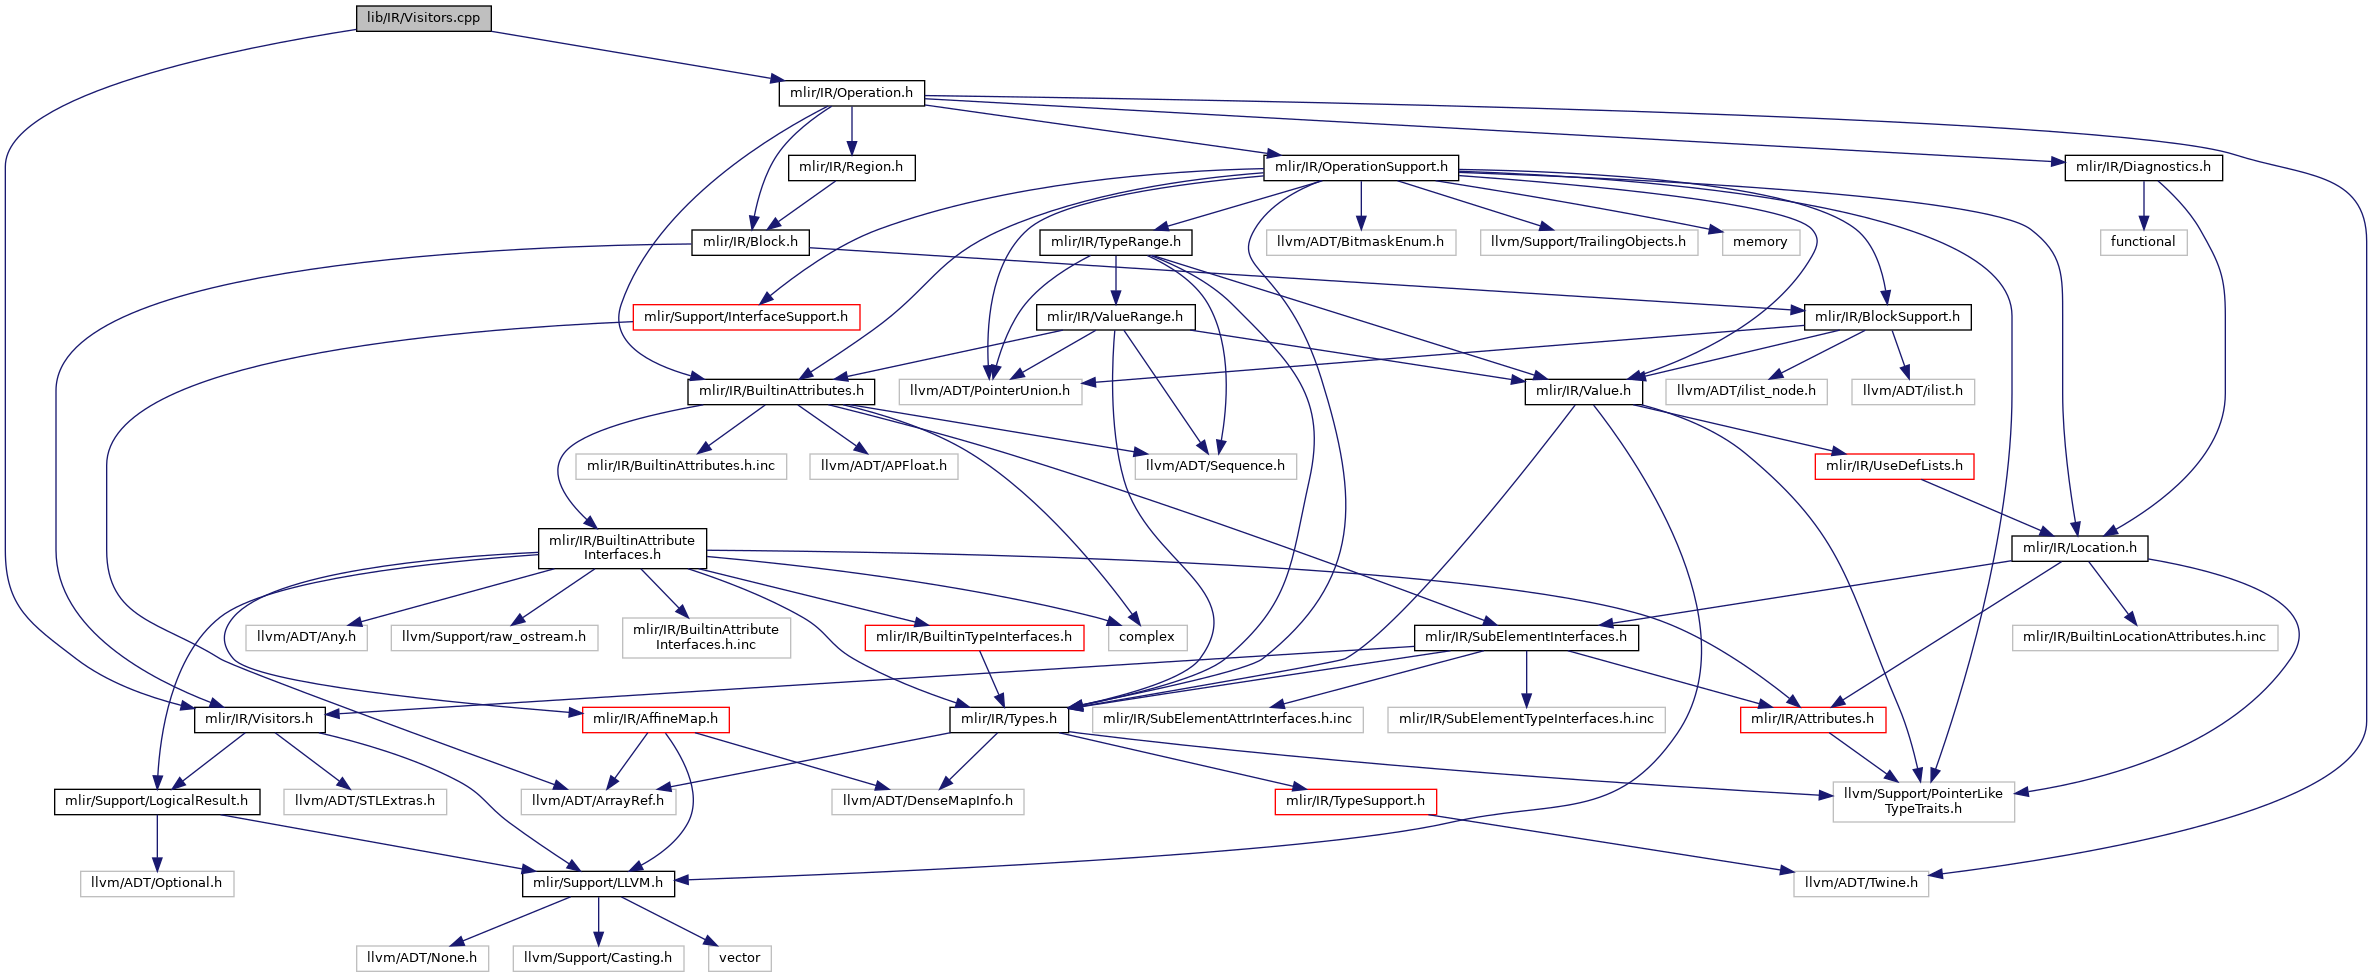 lib/IR/Visitors.cpp
mlir/IR/Operation.h
mlir/IR/Region.h
mlir/IR/OperationSupport.h
mlir/IR/Diagnostics.h
mlir/IR/Block.h
mlir/IR/TypeRange.h
llvm/ADT/BitmaskEnum.h
llvm/Support/TrailingObjects.h
memory
functional
mlir/Support/InterfaceSupport.h
mlir/IR/ValueRange.h
mlir/IR/BlockSupport.h
mlir/IR/BuiltinAttributes.h
llvm/ADT/PointerUnion.h
mlir/IR/Value.h
llvm/ADT/ilist_node.h
llvm/ADT/ilist.h
mlir/IR/BuiltinAttributes.h.inc
llvm/ADT/APFloat.h
llvm/ADT/Sequence.h
mlir/IR/UseDefLists.h
mlir/IR/BuiltinAttribute
Interfaces.h
mlir/IR/Location.h
llvm/ADT/Any.h
llvm/Support/raw_ostream.h
mlir/IR/BuiltinAttribute
Interfaces.h.inc
mlir/IR/BuiltinTypeInterfaces.h
complex
mlir/IR/SubElementInterfaces.h
mlir/IR/BuiltinLocationAttributes.h.inc
mlir/IR/Visitors.h
mlir/IR/AffineMap.h
mlir/IR/Types.h
mlir/IR/SubElementAttrInterfaces.h.inc
mlir/IR/SubElementTypeInterfaces.h.inc
mlir/IR/Attributes.h
mlir/Support/LogicalResult.h
llvm/ADT/STLExtras.h
llvm/ADT/ArrayRef.h
llvm/ADT/DenseMapInfo.h
mlir/IR/TypeSupport.h
llvm/Support/PointerLike
TypeTraits.h
llvm/ADT/Optional.h
mlir/Support/LLVM.h
llvm/ADT/Twine.h
llvm/ADT/None.h
llvm/Support/Casting.h
vector